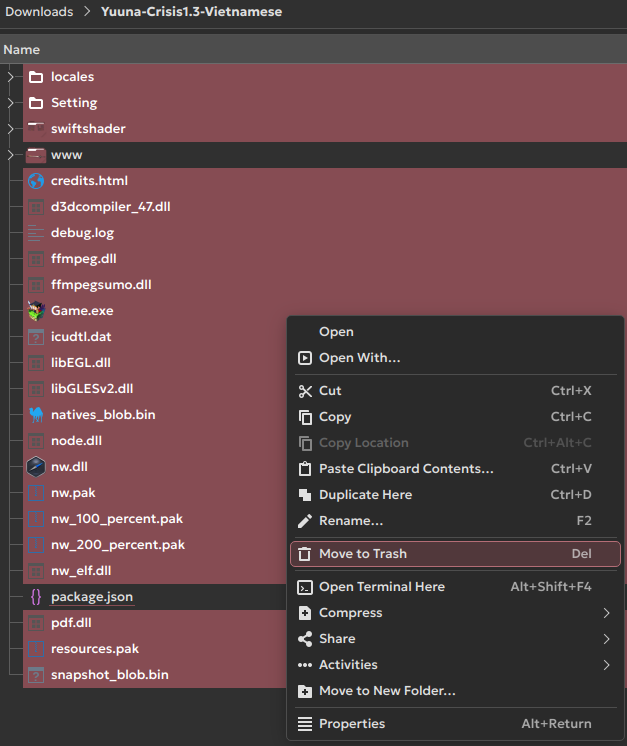 Downloads > Yuuna-Crisis1.3-Vietnamese
Name
locales
Setting
swiftshader
www
credits.html
d3dcompiler_47.dll
debug.log
ffmpeg.dll
ffmpegsumo.dll
Game.exe
icudtl.dat
libEGL.dll
libGLESv2.dll
natives_blob.bin
node.dll
nw.dll
nw.pak
nw_100_percent.pak
nw_200_percent.pak
nw_elf.dll
package.json
pdf.dll
resources.pak
snapshot_blob.bin
Open
Open With...
Cut Ctrl+X
Copy Ctrl+C
Copy Location Ctrl+Alt+C
Paste Clipboard Contents... Ctrl+V
Duplicate Here Ctrl+D
Rename... F2
Move to Trash Del
Open Terminal Here Alt+Shift+F4
Compress
Share
Activities
Move to New Folder...
Properties Alt+Return